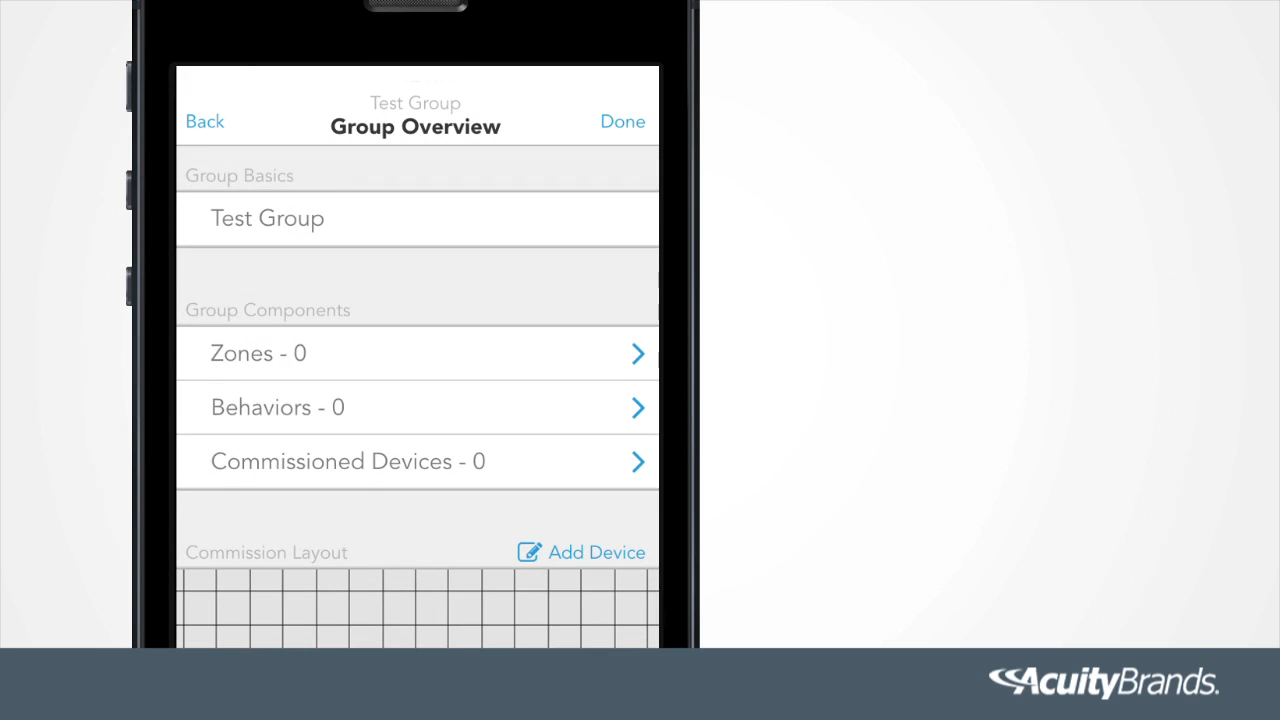 Test Group
Back
Group Overview
Done
Group Basics
Test Group
Group Components
Zones - 0
Behaviors - 0
Commissioned Devices - 0
Commission Layout
Add Device
AcuityBrands.